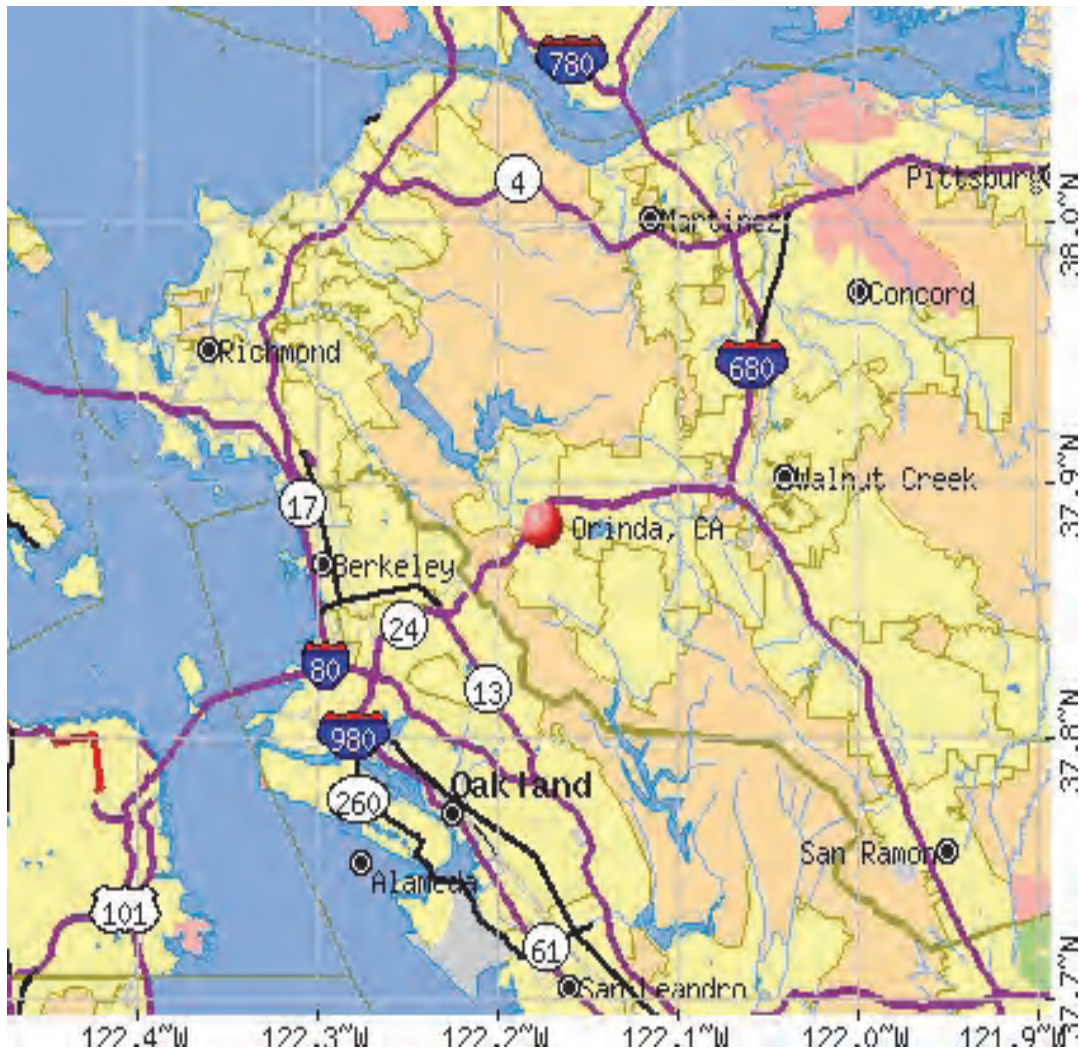 780
4
Pittsburg
38.0°N
Martinez
Concord
Richmond
680
Walnut Creek
37.9°N
17
Orinda, CA
Berkeley
24
80
13
980
37.8°N
Oakland
260
San Ramon
Alameda
101
61
San Leandro
37.7°N
122.4°W 122.3°W 122.2°W 122.1°W 122.0°W 121.9°W